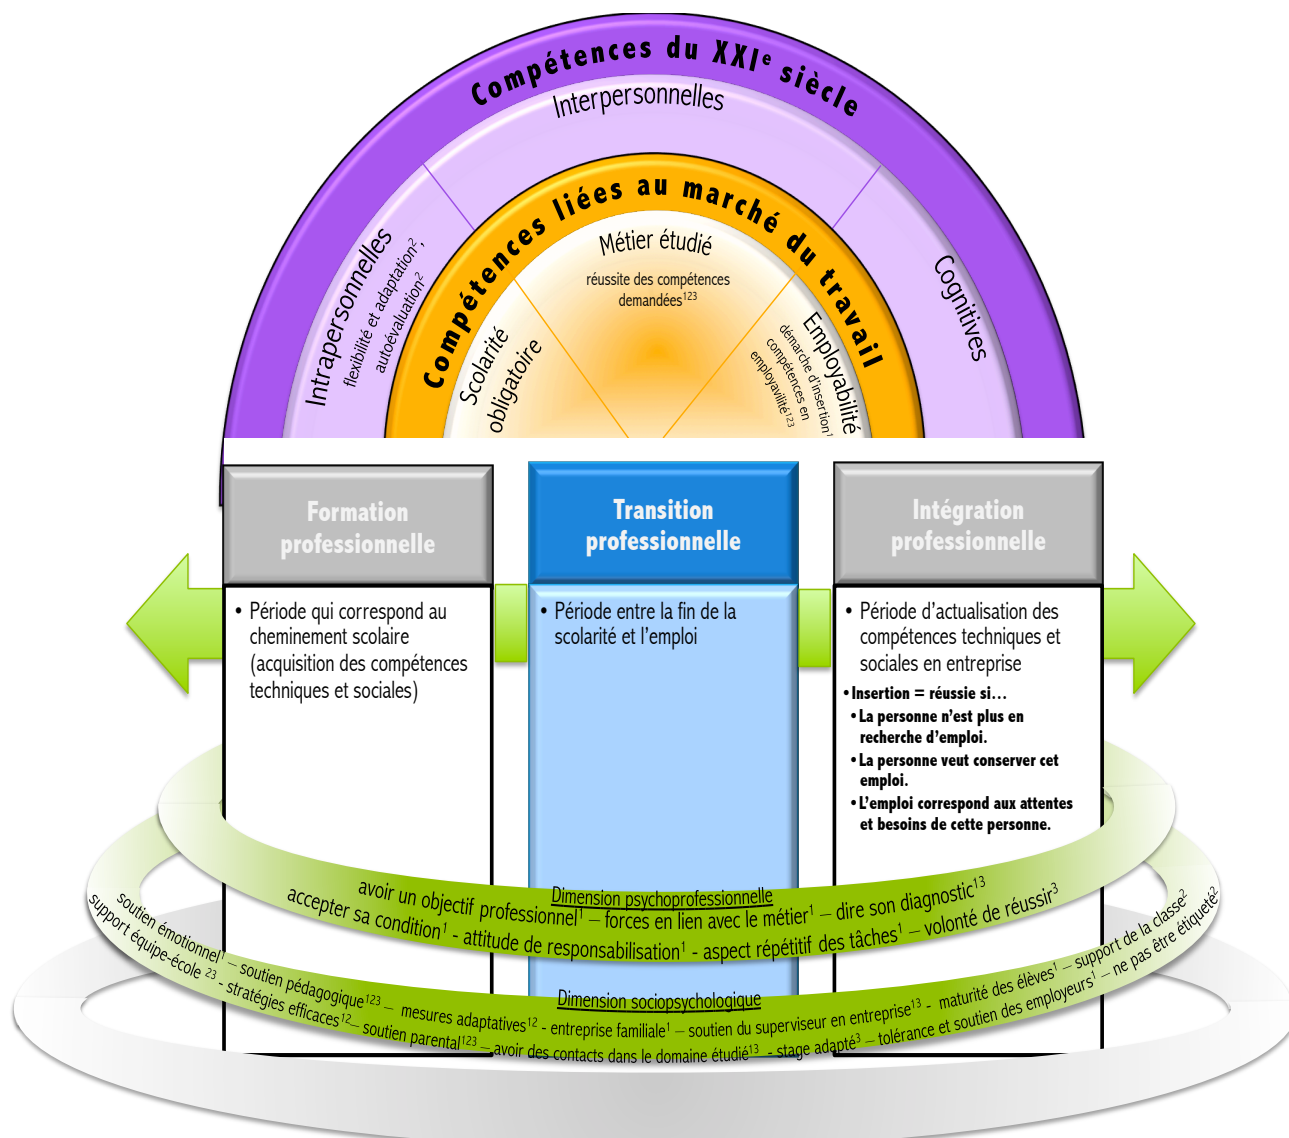 Compétences du XXIᵉ siècle
Interpersonnelles
Intrapersonnelles
flexibilité et adaptation²,
autoévaluation²
Cognitives
Compétences liées au marché du travail
Métier étudié
réussite des compétences
demandées¹²³
Scolarité
obligatoire
Employabilité
démarche d'insertion¹
compétences en
employavilité¹²³
Formation
professionnelle
Transition
professionnelle
Intégration
professionnelle
• Période qui correspond au
cheminement scolaire
(acquisition des compétences
techniques et sociales)
• Période entre la fin de la
scolarité et l'emploi
• Période d'actualisation des
compétences techniques et
sociales en entreprise
• Insertion = réussie si…
• La personne n'est plus en
recherche d'emploi.
• La personne veut conserver cet
emploi.
• L'emploi correspond aux attentes
et besoins de cette personne.
Dimension psychoprofessionnelle
avoir un objectif professionnel¹ – forces en lien avec le métier¹ – dire son diagnostic¹³
accepter sa condition¹ - attitude de responsabilisation¹ - aspect répétitif des tâches¹ – volonté de réussir³
Dimension sociopsychologique
soutien émotionnel¹ – soutien pédagogique¹²³ – mesures adaptatives¹² - entreprise familiale¹ – soutien du superviseur en entreprise¹³ - maturité des élèves¹ – support de la classe²
support équipe-école ²³ - stratégies efficaces¹²– soutien parental¹²³ – avoir des contacts dans le domaine étudié¹³ - stage adapté³ – tolérance et soutien des employeurs¹ – ne pas être étiqueté²